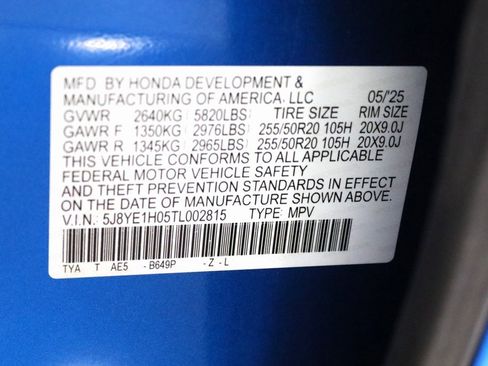 MFD. BY HONDA DEVELOPMENT &
MANUFACTURING OF AMERICA, LLC 05/'25
GVWR 2640KG 5820LBS TIRE SIZE RIM SIZE
GAWR F 1350KG 2976LBS 255/50R20 105H 20X9.0J
GAWR R 1345KG 2965LBS 255/50R20 105H 20X9.0J
THIS VEHICLE CONFORMS TO ALL APPLICABLE
FEDERAL MOTOR VEHICLE SAFETY
AND THEFT PREVENTION STANDARDS IN EFFECT
ON THE DATE OF MANUFACTURE SHOWN ABOVE.
V.I.N. 5J8YE1H05TL002815 TYPE: MPV
TYA T AE5 - B649P - Z - L